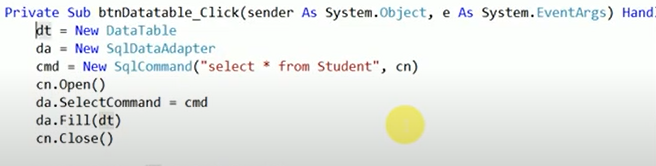 Private Sub btnDatatable_Click(sender As System.Object, e As System.EventArgs) Handl
dt = New DataTable
da = New SqlDataAdapter
cmd = New SqlCommand("select * from Student", cn)
cn.Open()
da.SelectCommand = cmd
da.Fill(dt)
cn.Close()